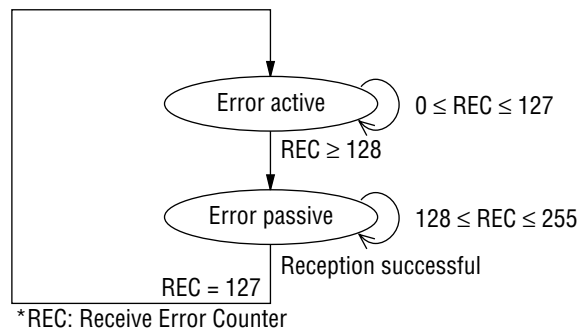 Error active
0 ≤ REC ≤ 127
REC ≥ 128
Error passive
128 ≤ REC ≤ 255
Reception successful
REC = 127
*REC: Receive Error Counter